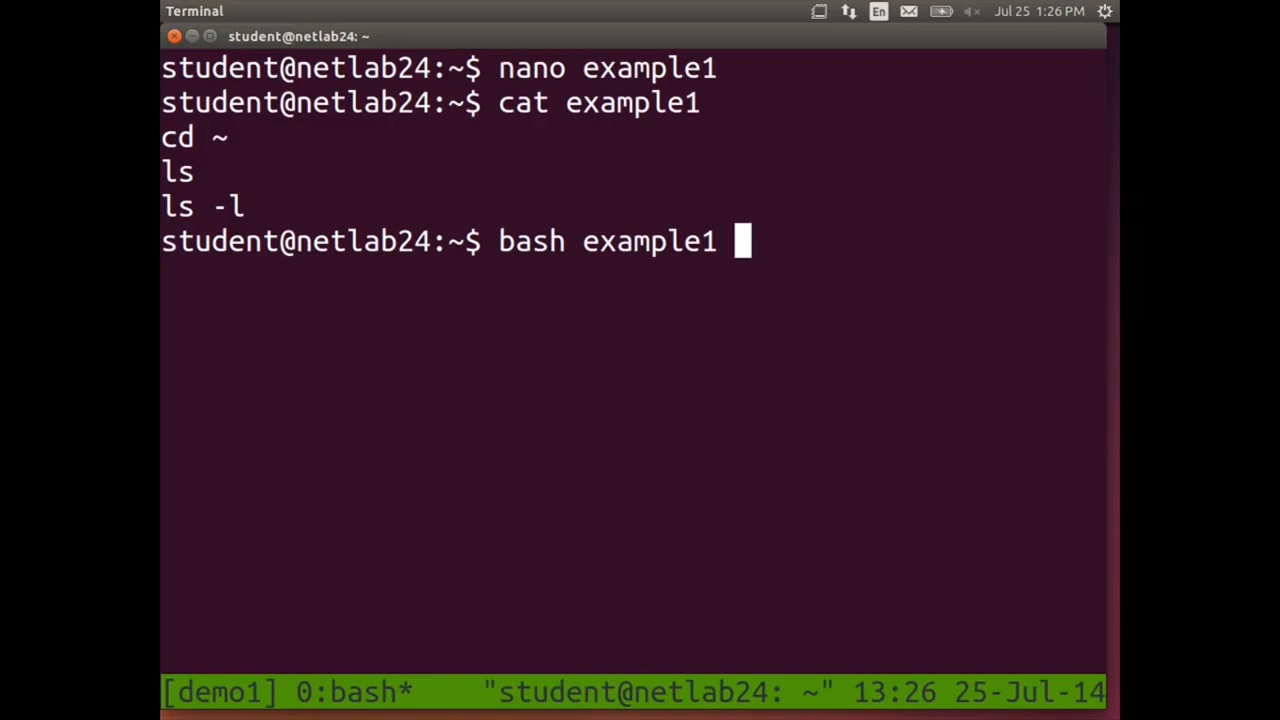 Terminal
En
Jul 25 1:26 PM
student@netlab24: ~
student@netlab24:~$ nano example1
student@netlab24:~$ cat example1
cd ~
ls
ls -l
student@netlab24:~$ bash example1
[demo1] 0:bash* "student@netlab24: ~" 13:26 25-Jul-14